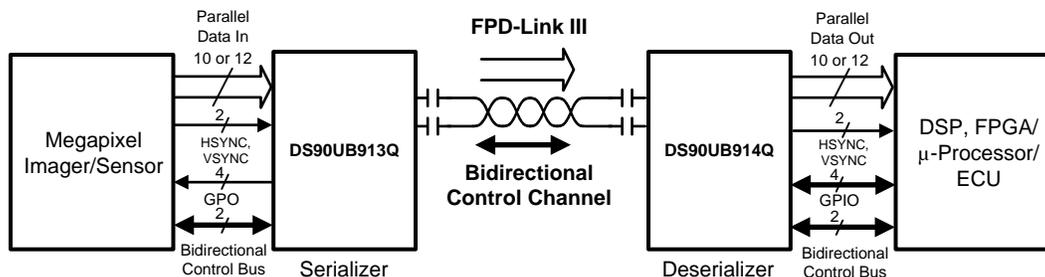 Megapixel
Imager/Sensor
Parallel
Data In
10 or 12
2
HSYNC,
VSYNC
4
GPO
2
Bidirectional
Control Bus
DS90UB913Q
Serializer
FPD-Link III
Bidirectional
Control Channel
DS90UB914Q
Deserializer
Parallel
Data Out
10 or 12
2
HSYNC,
VSYNC
4
GPIO
2
Bidirectional
Control Bus
DSP, FPGA/
μ-Processor/
ECU